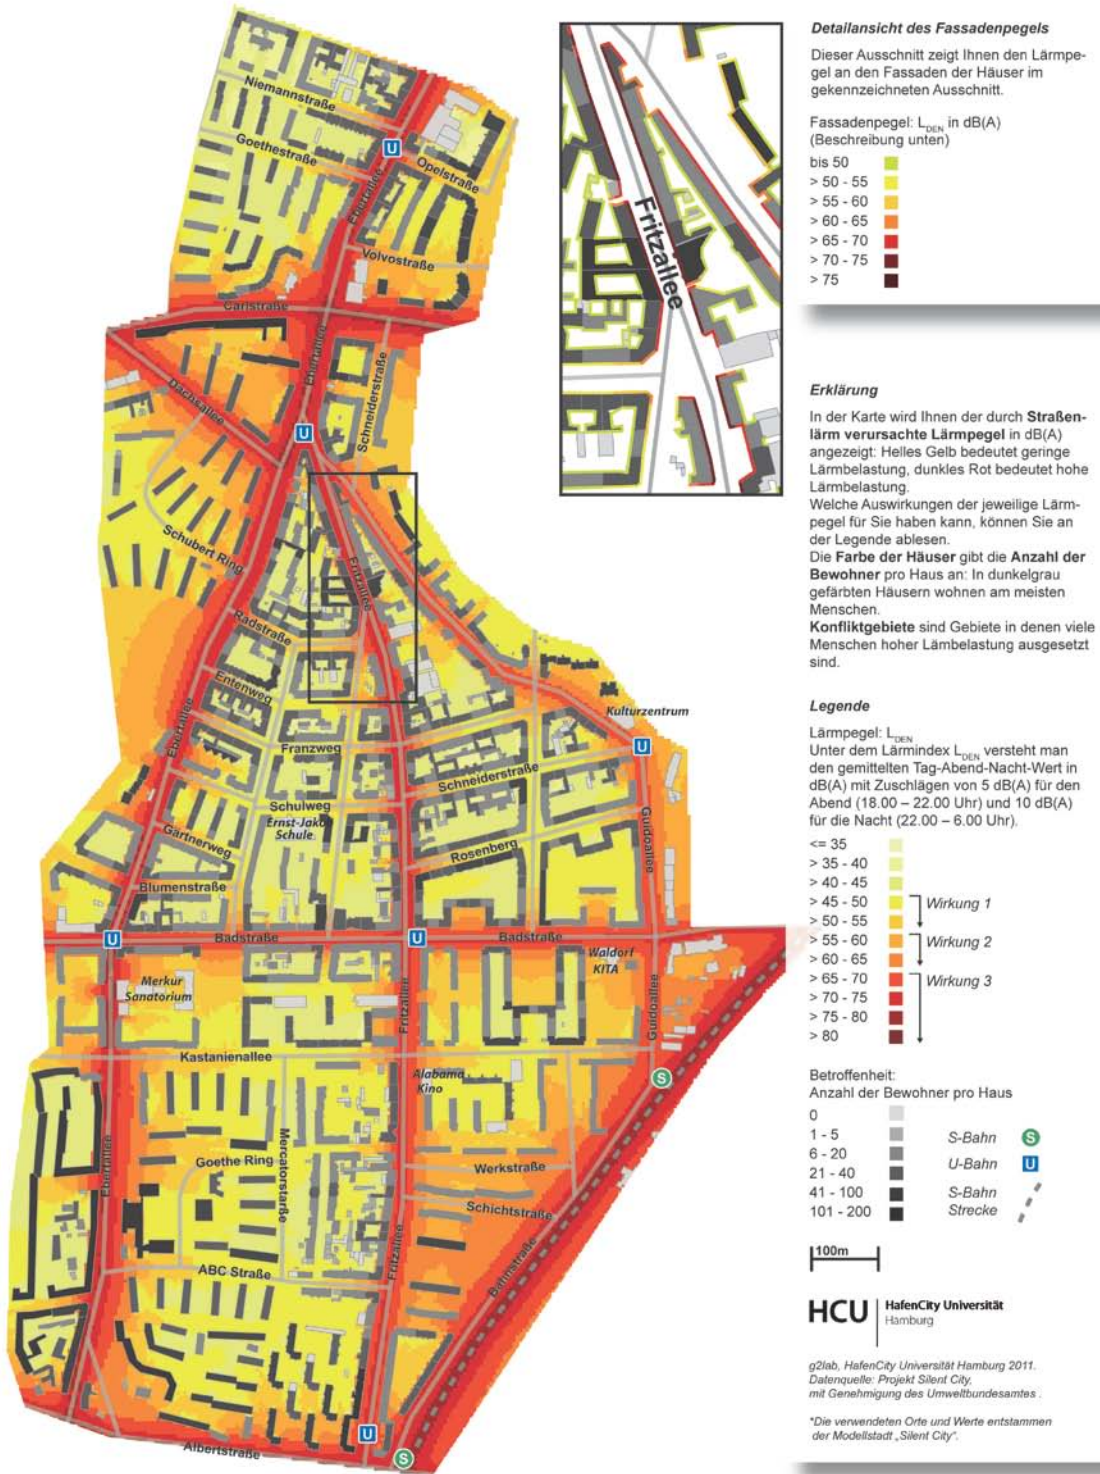 Detailansicht des Fassadenpegels
Dieser Ausschnitt zeigt Ihnen den Lärmpe-
gel an den Fassaden der Häuser im
gekennzeichneten Ausschnitt.
Fassadenpegel: LDEN in dB(A)
(Beschreibung unten)
bis 50
> 50 - 55
> 55 - 60
> 60 - 65
> 65 - 70
> 70 - 75
> 75
Fritzallee
Erklärung
In der Karte wird Ihnen der durch Straßen-
lärm verursachte Lärmpegel in dB(A)
angezeigt: Helles Gelb bedeutet geringe
Lärmbelastung, dunkles Rot bedeutet hohe
Lärmbelastung.
Welche Auswirkungen der jeweilige Lärm-
pegel für Sie haben kann, können Sie an
der Legende ablesen.
Die Farbe der Häuser gibt die Anzahl der
Bewohner pro Haus an: In dunkelgrau
gefärbten Häusern wohnen am meisten
Menschen.
Konfliktgebiete sind Gebiete in denen viele
Menschen hoher Lämbelastung ausgesetzt
sind.
Legende
Lärmpegel: LDEN
Unter dem Lärmindex LDEN versteht man
den gemittelten Tag-Abend-Nacht-Wert in
dB(A) mit Zuschlägen von 5 dB(A) für den
Abend (18.00 – 22.00 Uhr) und 10 dB(A)
für die Nacht (22.00 – 6.00 Uhr).
<= 35
> 35 - 40
> 40 - 45
> 45 - 50
> 50 - 55
> 55 - 60
> 60 - 65
> 65 - 70
> 70 - 75
> 75 - 80
> 80
Wirkung 1
Wirkung 2
Wirkung 3
Betroffenheit:
Anzahl der Bewohner pro Haus
0
1 - 5
6 - 20
21 - 40
41 - 100
101 - 200
S-Bahn S
U-Bahn U
S-Bahn
Strecke
100m
HCU HafenCity Universität
Hamburg
g2lab, HafenCity Universität Hamburg 2011.
Datenquelle: Projekt Silent City,
mit Genehmigung des Umweltbundesamtes .
*Die verwendeten Orte und Werte entstammen
der Modellstadt „Silent City".
Niemannstraße
Goethestraße
U
Opelstraße
Ebertallee
Volvostraße
Carlstraße
Ebertallee
Dachsallee
Schneiderstraße
U
Schubert Ring
Fritzallee
Radstraße
Entenweg
Ebertallee
Kulturzentrum
Franzweg
U
Schneiderstraße
Schulweg
Ernst-Jakob
Schule
Gärtnerweg
Guidoallee
Rosenberg
Blumenstraße
U
Badstraße
U
Badstraße
Waldorf
KITA
Merkur
Sanatorium
Fritzallee
Guidoallee
Kastanienallee
Alabama
Kino
S
Ebertallee
Goethe Ring
Mercatorstarße
Werkstraße
Schichtstraße
Fritzallee
ABC Straße
Bahnstraße
U
Albertstraße
S